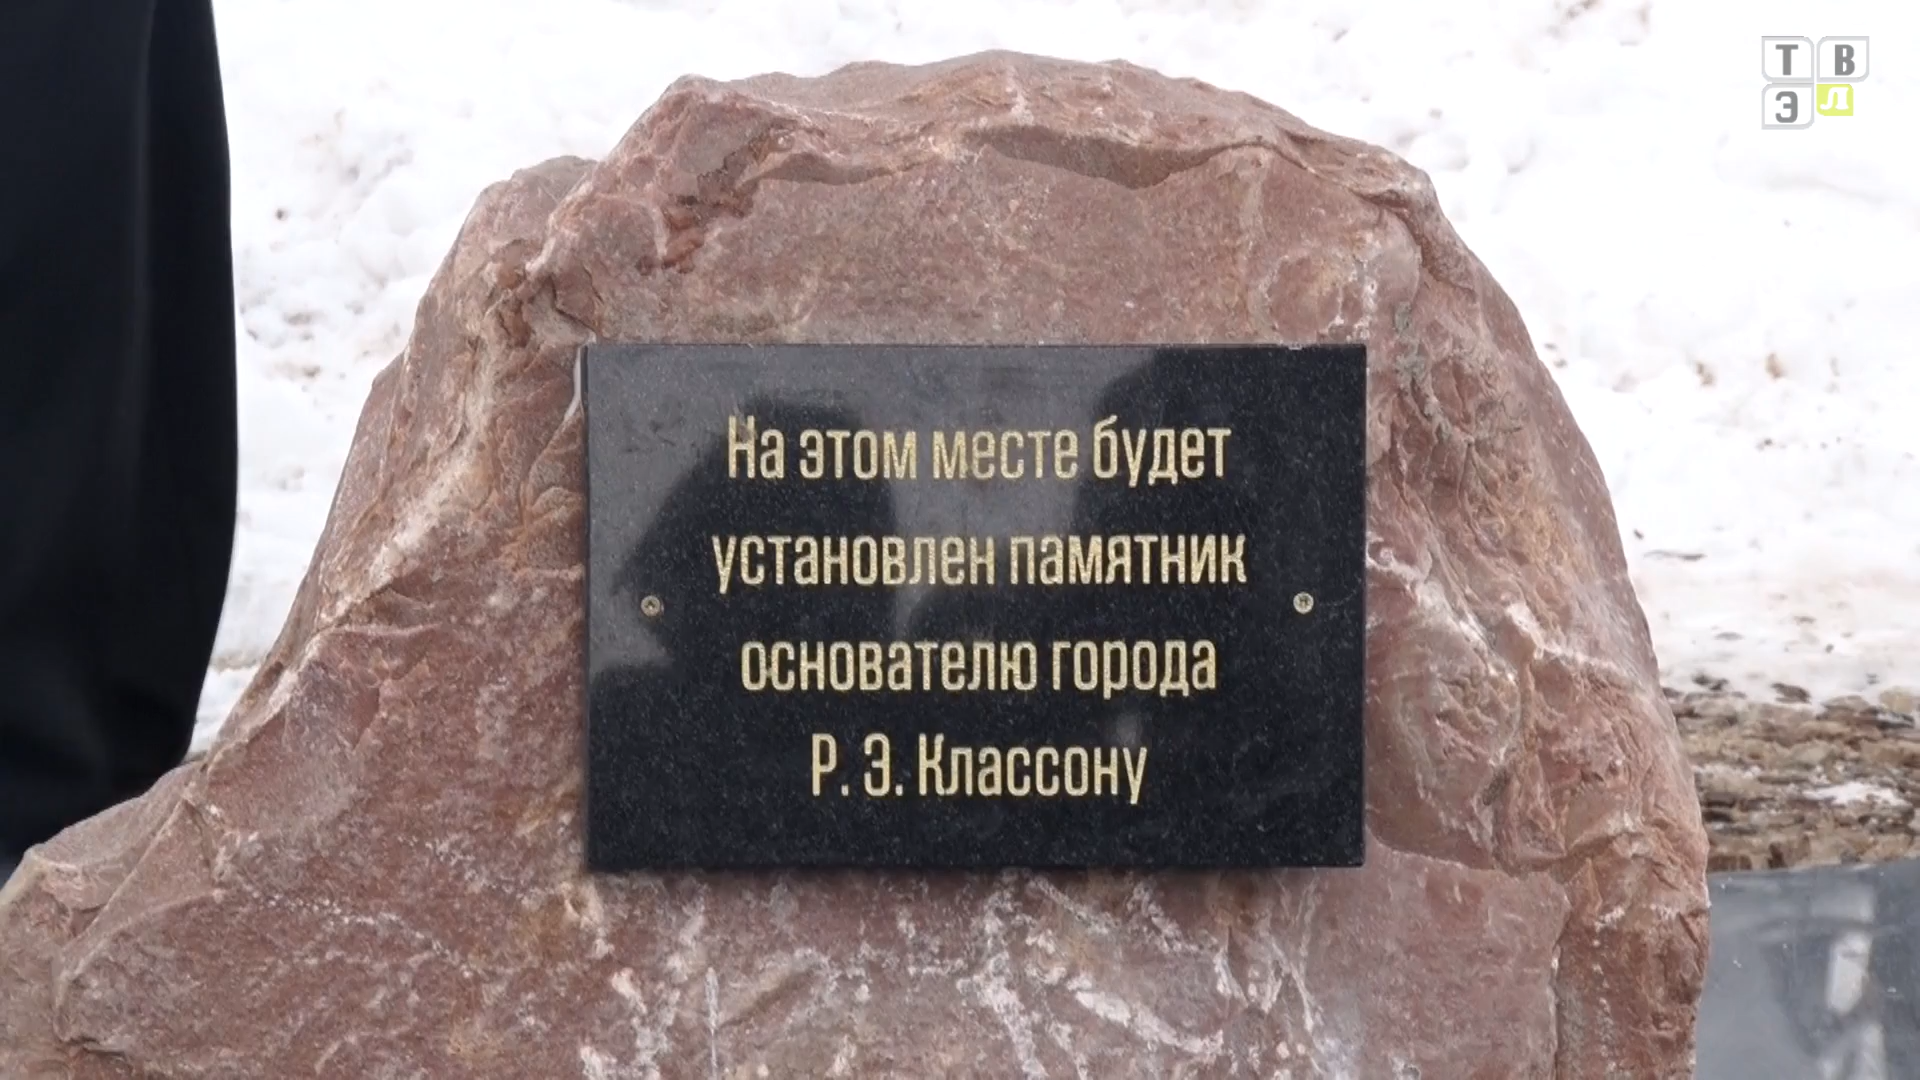 На этом месте будет
установлен памятник
основателю города
Р. Э. Классону
ТВ
ЭЛ